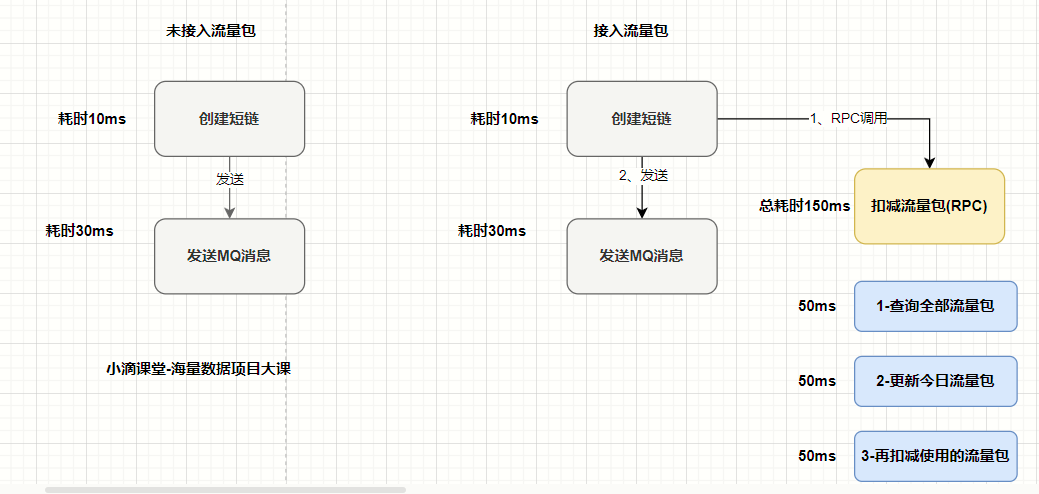 未接入流量包
接入流量包
耗时10ms
创建短链
耗时10ms
创建短链
1、RPC调用
发送
2、发送
总耗时150ms
扣减流量包(RPC)
耗时30ms
发送MQ消息
耗时30ms
发送MQ消息
50ms
1-查询全部流量包
小滴课堂-海量数据项目大课
50ms
2-更新今日流量包
50ms
3-再扣减使用的流量包